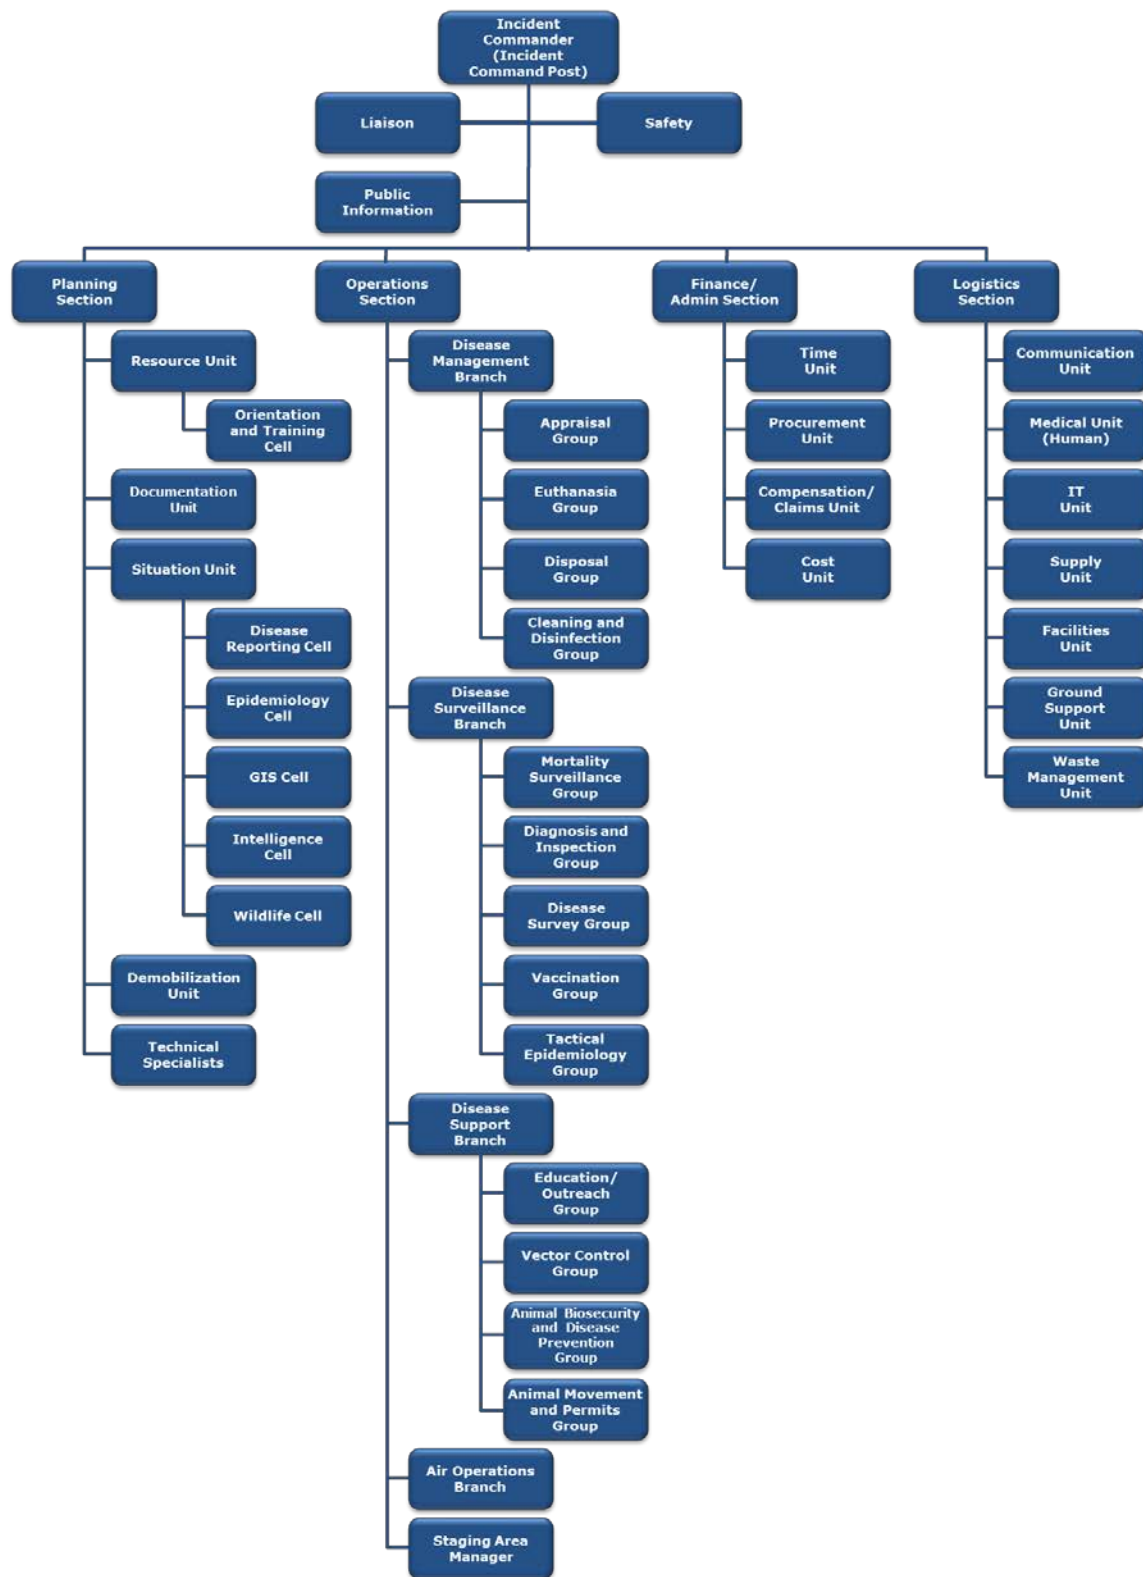 Incident
Commander
(Incident
Command Post)
Liaison
Safety
Public
Information
Planning
Section
Operations
Section
Finance/
Admin Section
Logistics
Section
Resource Unit
Orientation
and Training
Cell
Documentation
Unit
Situation Unit
Disease
Reporting Cell
Epidemiology
Cell
GIS Cell
Intelligence
Cell
Wildlife Cell
Demobilization
Unit
Technical
Specialists
Disease
Management
Branch
Appraisal
Group
Euthanasia
Group
Disposal
Group
Cleaning and
Disinfection
Group
Disease
Surveillance
Branch
Mortality
Surveillance
Group
Diagnosis and
Inspection
Group
Disease
Survey Group
Vaccination
Group
Tactical
Epidemiology
Group
Disease
Support
Branch
Education/
Outreach
Group
Vector Control
Group
Animal Biosecurity
and Disease
Prevention
Group
Animal Movement
and Permits
Group
Air Operations
Branch
Staging Area
Manager
Time
Unit
Procurement
Unit
Compensation/
Claims Unit
Cost
Unit
Communication
Unit
Medical Unit
(Human)
IT
Unit
Supply
Unit
Facilities
Unit
Ground
Support
Unit
Waste
Management
Unit